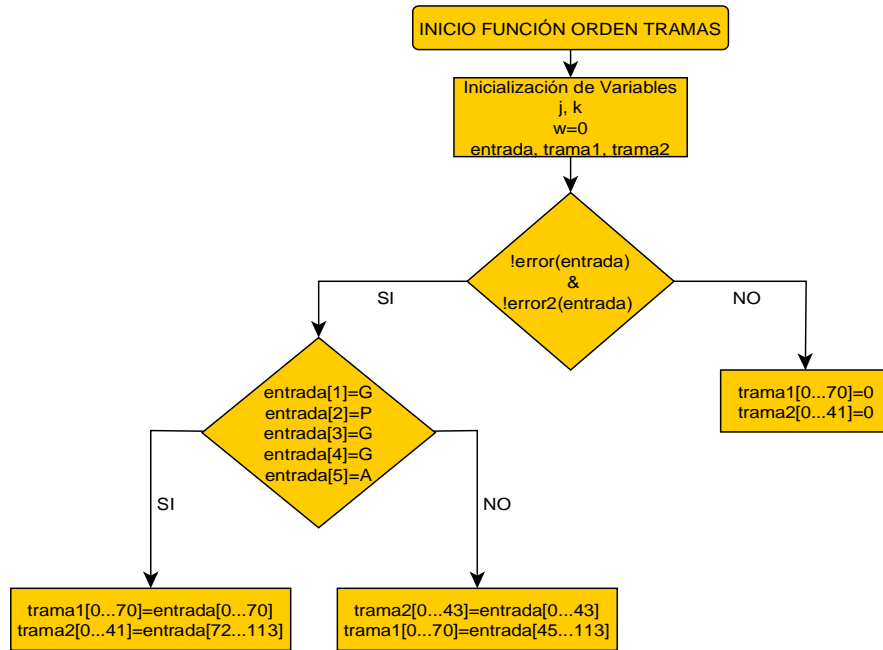 INICIO FUNCIÓN ORDEN TRAMAS
Inicialización de Variables
j, k
w=0
entrada, trama1, trama2
!error(entrada)
&
!error2(entrada)
SI
NO
entrada[1]=G
entrada[2]=P
entrada[3]=G
entrada[4]=G
entrada[5]=A
trama1[0...70]=0
trama2[0...41]=0
SI
NO
trama1[0...70]=entrada[0...70]
trama2[0...41]=entrada[72...113]
trama2[0...43]=entrada[0...43]
trama1[0...70]=entrada[45...113]